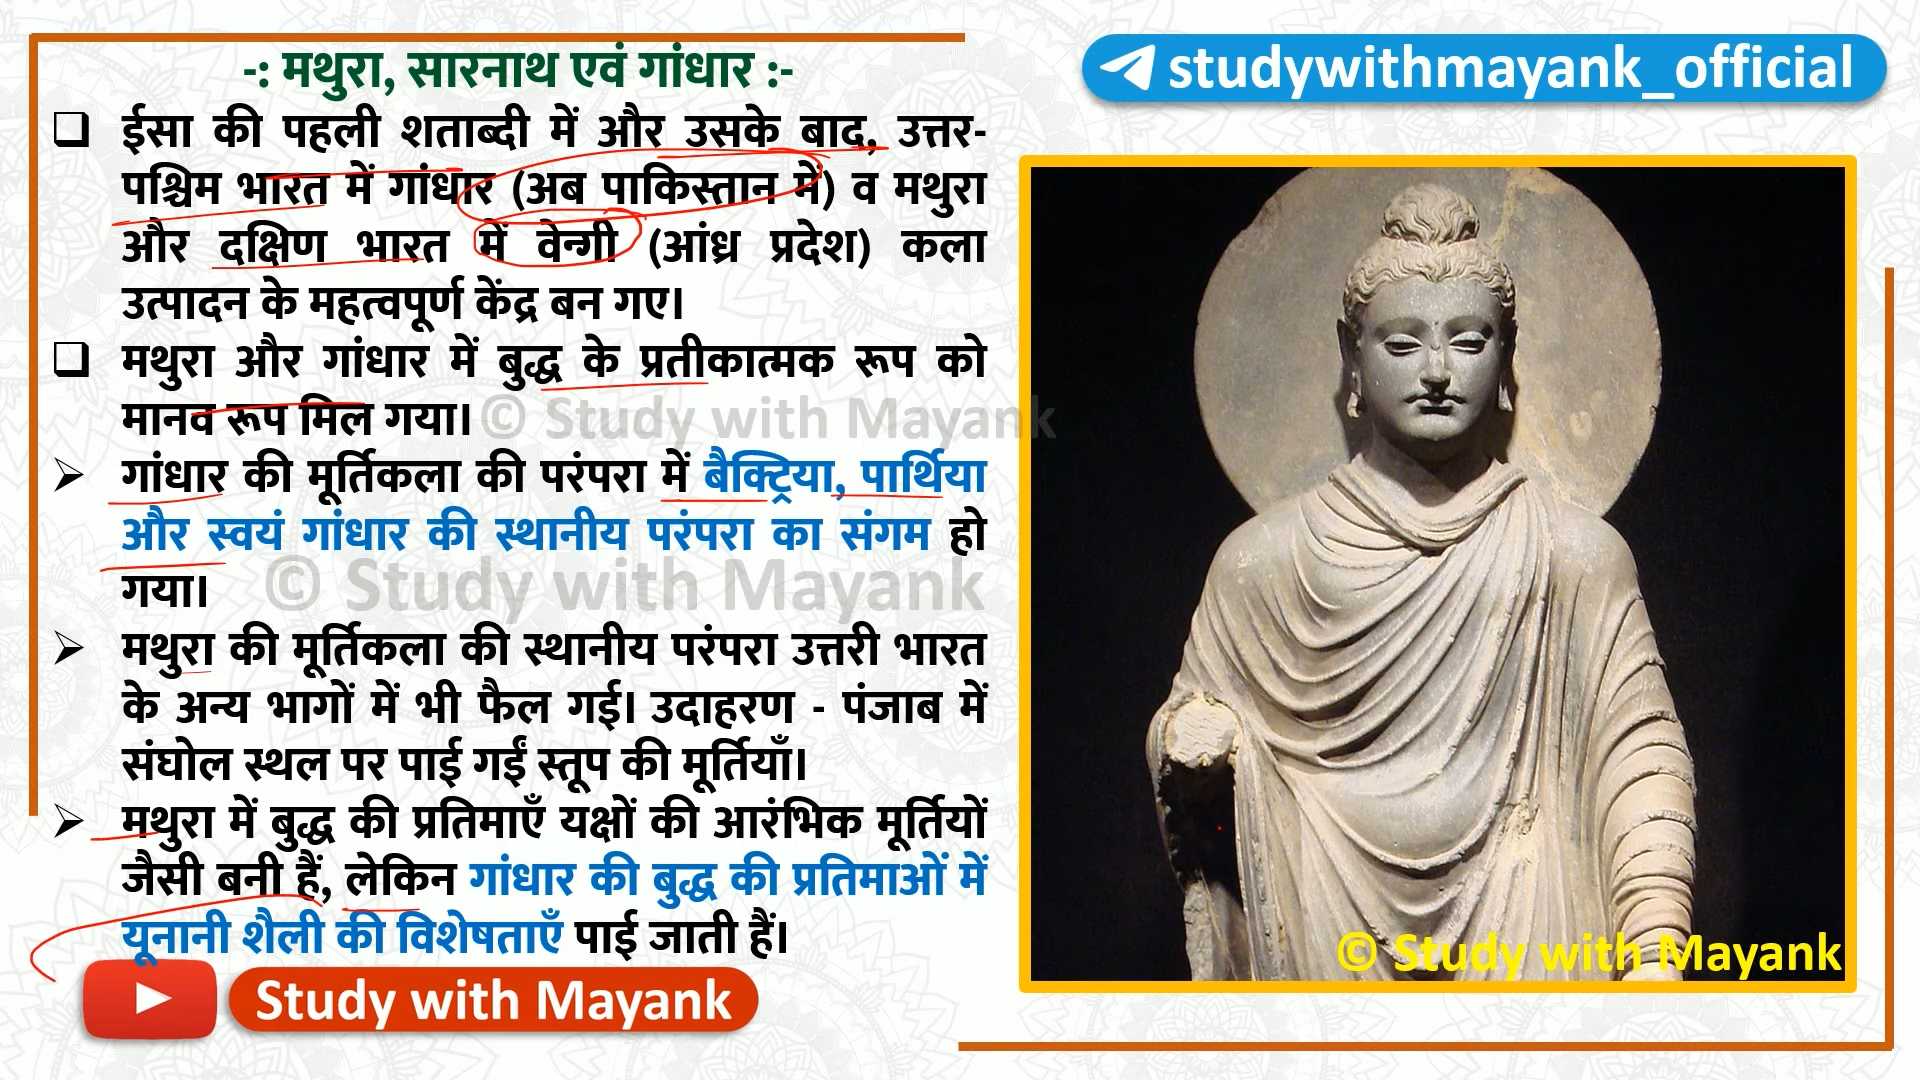 -: मथुरा, सारनाथ एवं गांधार :-
studywithmayank_official
❑ ईसा की पहली शताब्दी में और उसके बाद, उत्तर-
पश्चिम भारत में गांधार (अब पाकिस्तान में) व मथुरा
और दक्षिण भारत में वेन्गी (आंध्र प्रदेश) कला
उत्पादन के महत्वपूर्ण केंद्र बन गए।
❑ मथुरा और गांधार में बुद्ध के प्रतीकात्मक रूप को
मानव रूप मिल गया।
© Study with Mayank
➢ गांधार की मूर्तिकला की परंपरा में बैक्ट्रिया, पार्थिया
और स्वयं गांधार की स्थानीय परंपरा का संगम हो
गया।
© Study with Mayank
➢ मथुरा की मूर्तिकला की स्थानीय परंपरा उत्तरी भारत
के अन्य भागों में भी फैल गई। उदाहरण - पंजाब में
संघोल स्थल पर पाई गईं स्तूप की मूर्तियाँ।
➢ मथुरा में बुद्ध की प्रतिमाएँ यक्षों की आरंभिक मूर्तियों
जैसी बनी हैं, लेकिन गांधार की बुद्ध की प्रतिमाओं में
यूनानी शैली की विशेषताएँ पाई जाती हैं।
© Study with Mayank
Study with Mayank